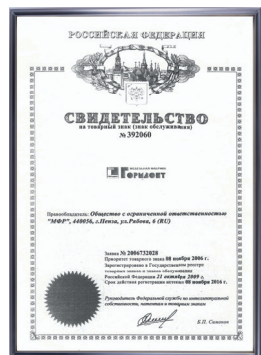 РОССИЙСКАЯ ФЕДЕРАЦИЯ
СВИДЕТЕЛЬСТВО
на товарный знак (знак обслуживания)
№ 392060
Правообладатель: Общество с ограниченной ответственностью
"МФР", 440056, г.Пенза, ул.Рябова, 6 (RU)
Заявка № 2006732028
Приоритет товарного знака 08 ноября 2006 г.
Зарегистрировано в Государственном реестре
товарных знаков и знаков обслуживания
Российской Федерации 21 октября 2009 г.
Срок действия регистрации истекает 08 ноября 2016 г.
Руководитель Федеральной службы по интеллектуальной
собственности, патентам и товарным знакам
Б.П. Симонов